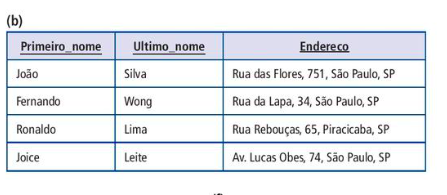 (b)
Primeiro_nome Ultimo_nome Endereco
João Silva Rua das Flores, 751, São Paulo, SP
Fernando Wong Rua da Lapa, 34, São Paulo, SP
Ronaldo Lima Rua Rebouças, 65, Piracicaba, SP
Joice Leite Av. Lucas Obes, 74, São Paulo, SP